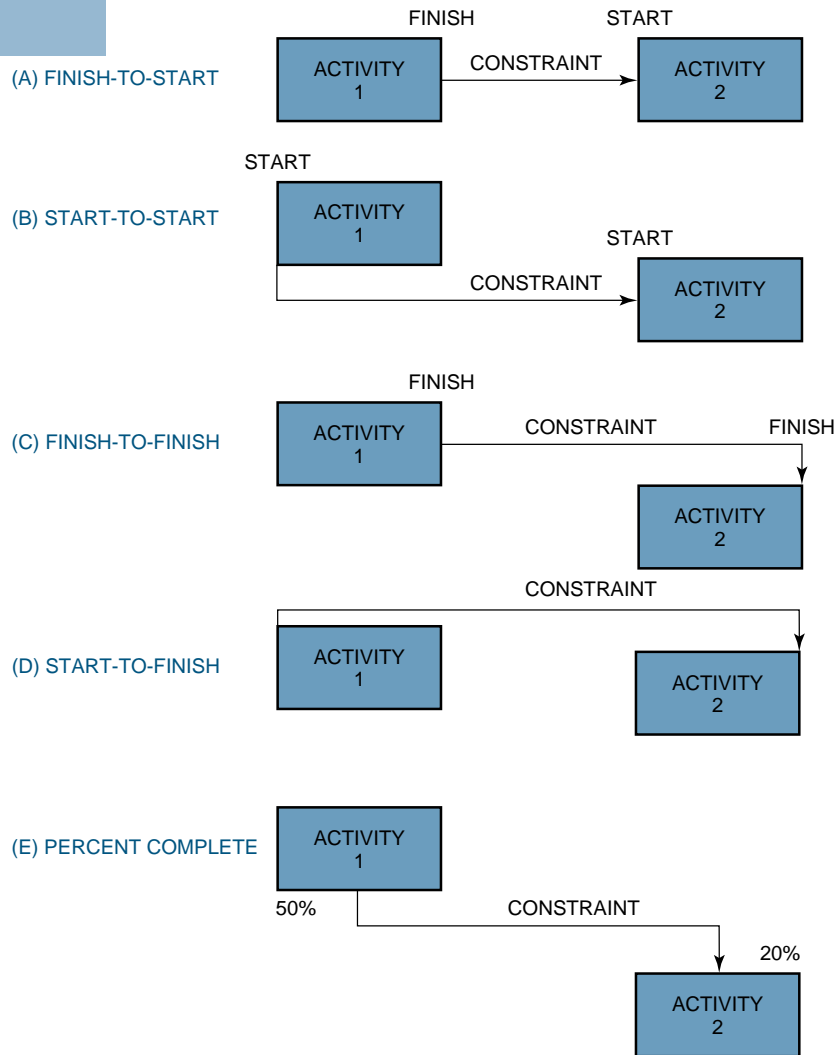 FINISH START
(A) FINISH-TO-START
ACTIVITY
1
CONSTRAINT
ACTIVITY
2
START
(B) START-TO-START
ACTIVITY
1
START
CONSTRAINT
ACTIVITY
2
FINISH
(C) FINISH-TO-FINISH
ACTIVITY
1
CONSTRAINT
FINISH
ACTIVITY
2
CONSTRAINT
(D) START-TO-FINISH
ACTIVITY
1
ACTIVITY
2
(E) PERCENT COMPLETE
ACTIVITY
1
50%
CONSTRAINT
20%
ACTIVITY
2